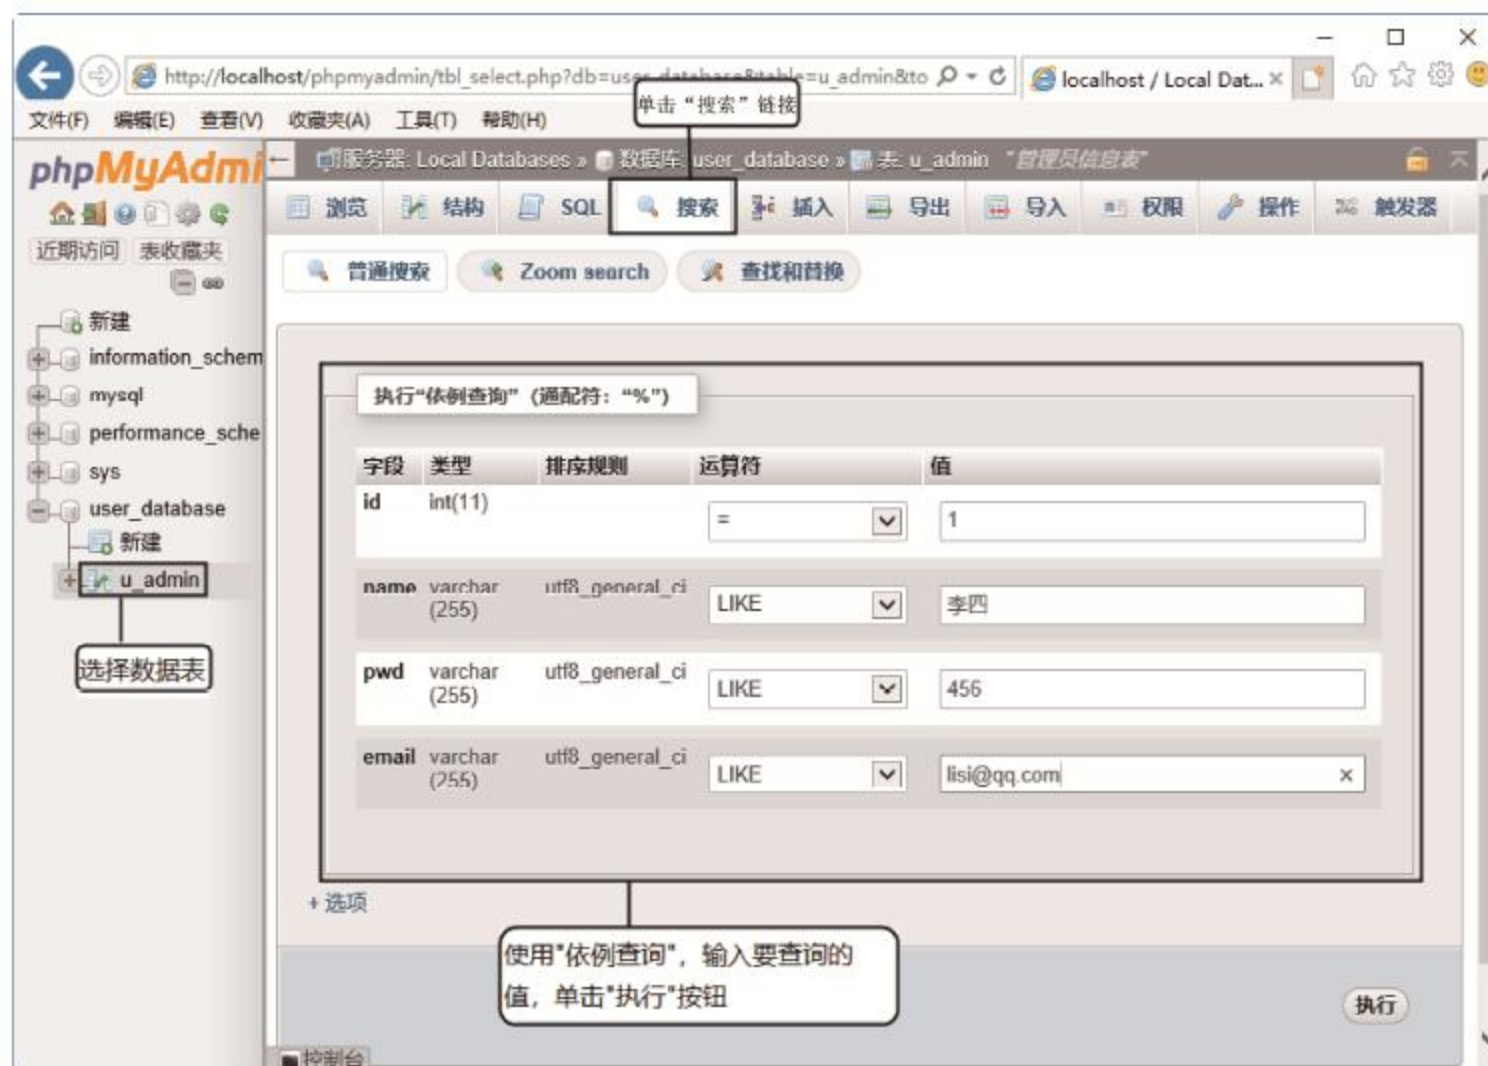 http://localhost/phpmyadmin/tbl_select.php?db=user_database&table=u_admin&to
localhost / Local Dat...
单击“搜索”链接
文件(F) 编辑(E) 查看(V) 收藏夹(A) 工具(T) 帮助(H)
phpMyAdmi
服务器: Local Databases » 数据库: user_database » 表: u_admin “管理员信息表”
浏览 结构 SQL 搜索 插入 导出 导入 权限 操作 触发器
近期访问 表收藏夹
普通搜索 Zoom search 查找和替换
新建
information_schem
mysql
performance_sche
sys
user_database
新建
u_admin
选择数据表
执行“依例查询” (通配符: “%”)
字段 类型 排序规则 运算符 值
id int(11) = 1
name varchar(255) utf8_general_ci LIKE 李四
pwd varchar(255) utf8_general_ci LIKE 456
email varchar(255) utf8_general_ci LIKE lisi@qq.com
+ 选项
使用"依例查询"，输入要查询的
值，单击"执行"按钮
执行
控制台